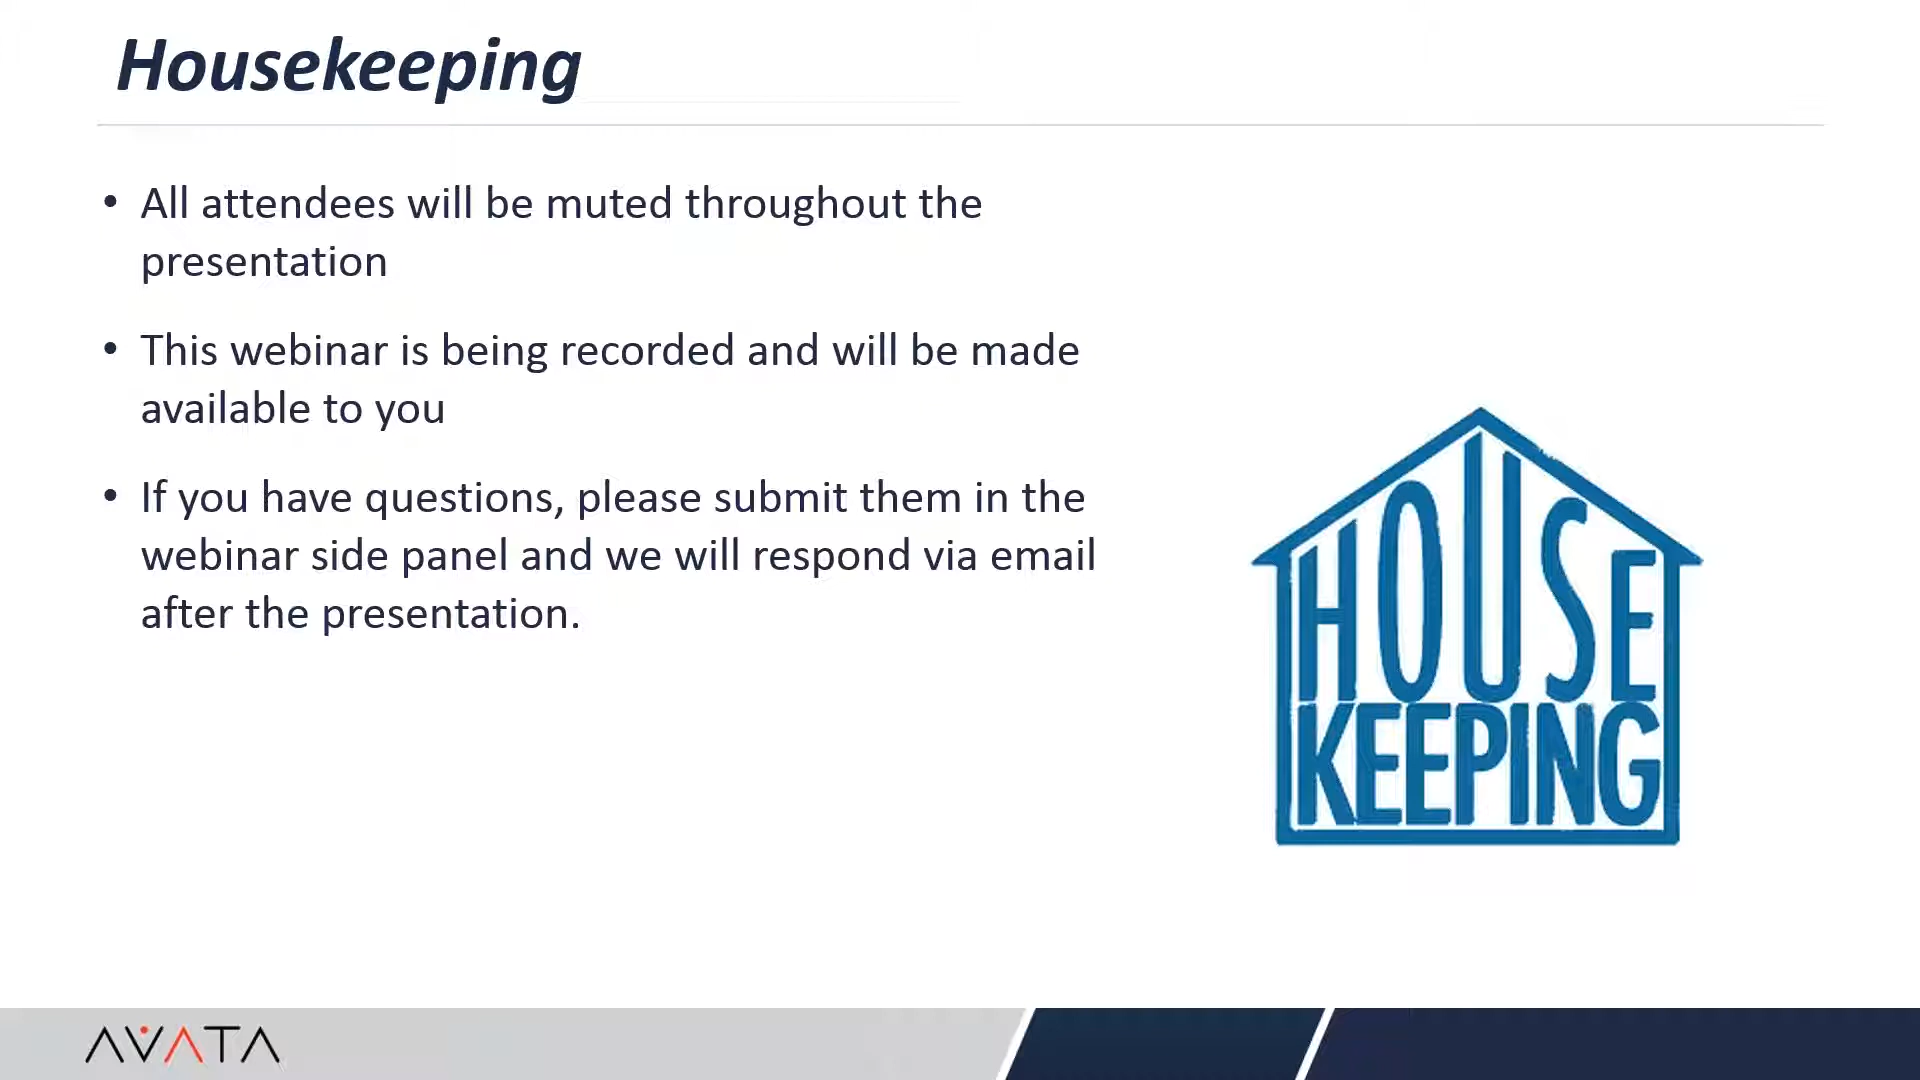 Housekeeping
• All attendees will be muted throughout the
presentation
• This webinar is being recorded and will be made
available to you
• If you have questions, please submit them in the
webinar side panel and we will respond via email
after the presentation.
HOUSE
KEEPING
AVATA